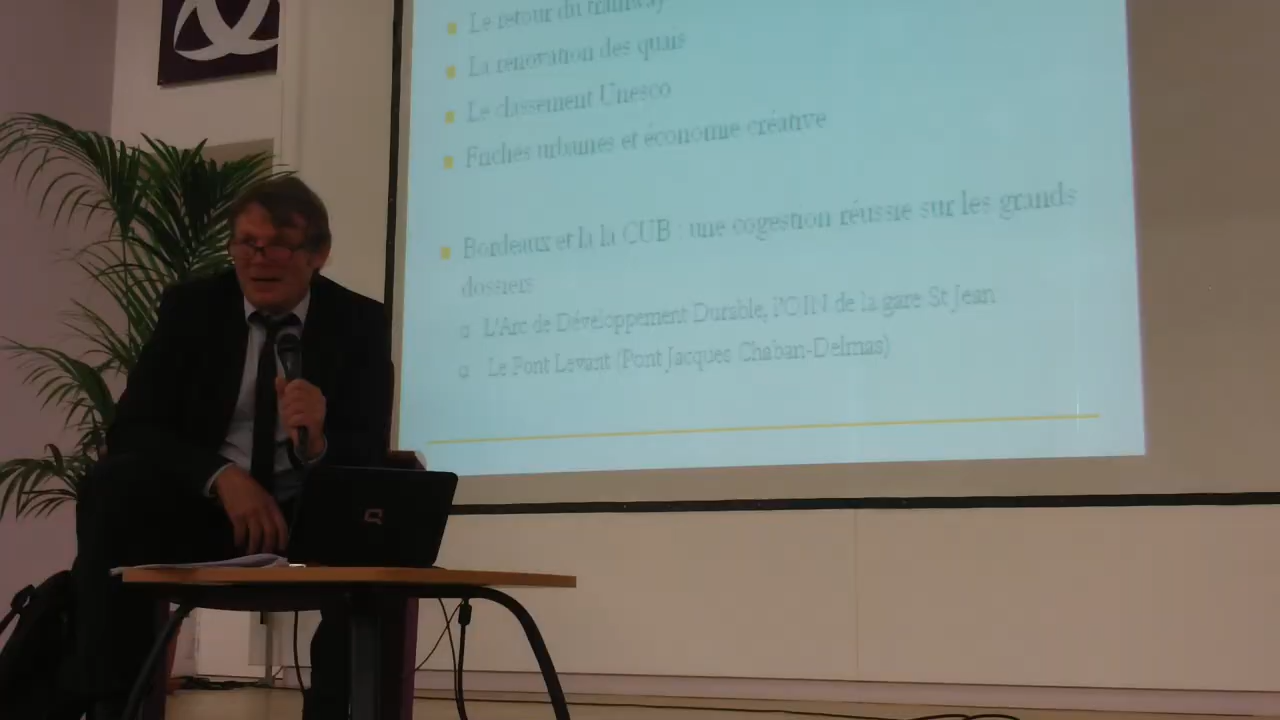 Le retour du tramway
La rénovation des quais
Le classement Unesco
Friches urbaines et économie créative
Bordeaux et la la CUB : une cogestion réussie sur les grands
dossiers
L'Arc de Développement Durable, l'OIN de la gare St Jean
Le Pont Levant (Pont Jacques Chaban-Delmas)